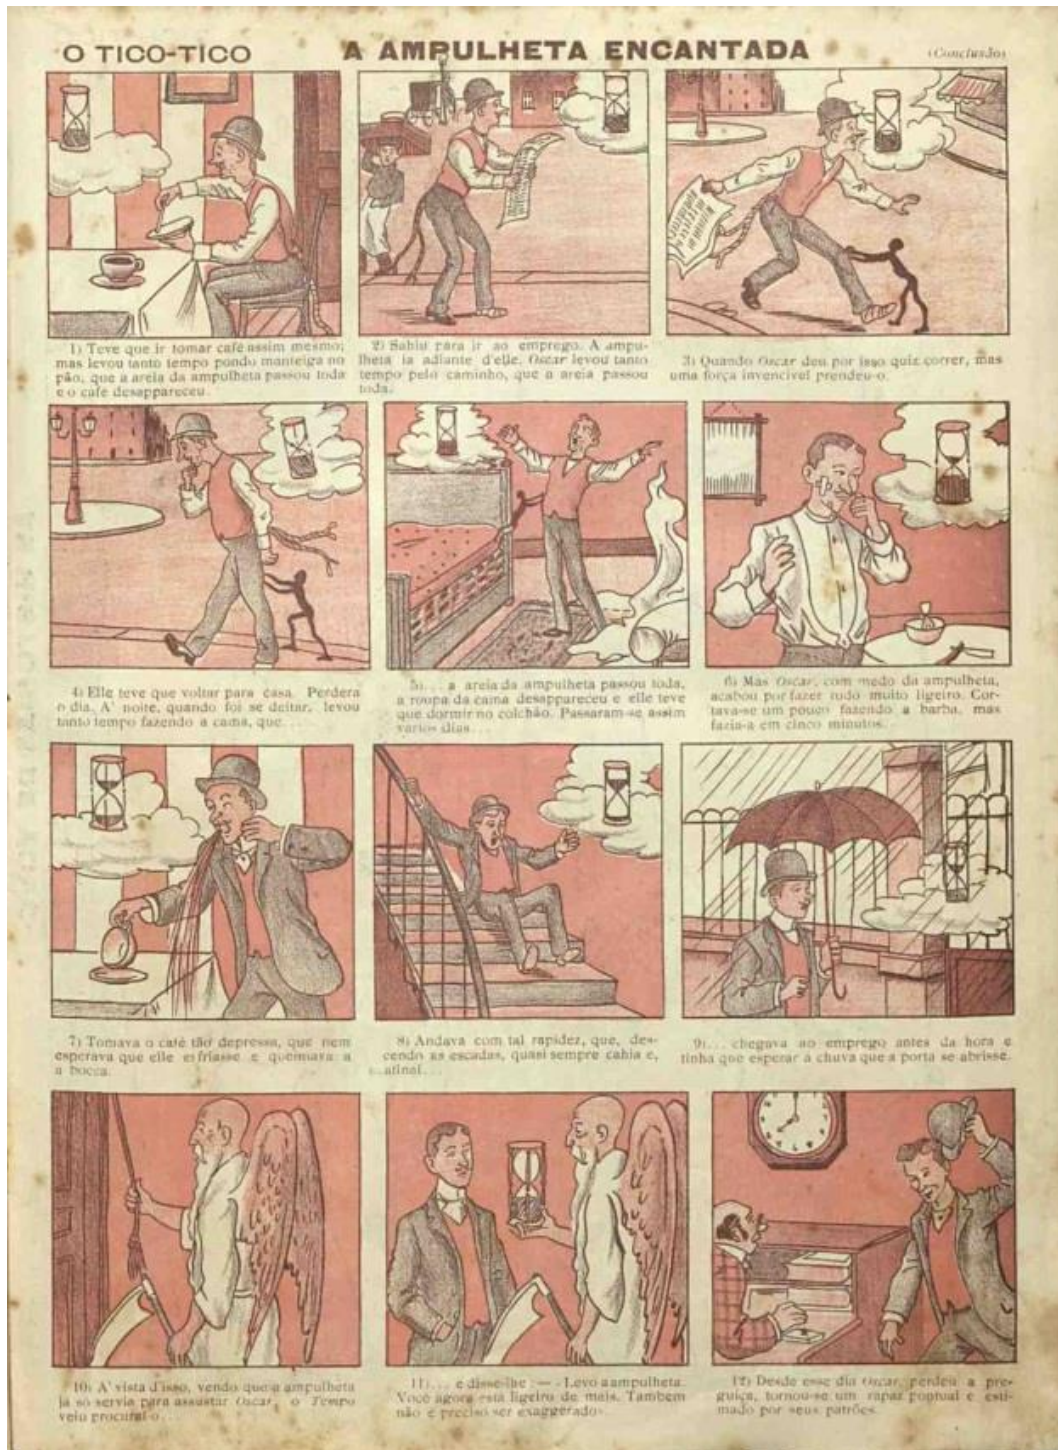 O TICO-TICO
A AMPULHETA ENCANTADA
(Conclusão)
1) Teve que ir tomar café assim mesmo;
mas levou tanto tempo pondo manteiga no
pão, que a areia da ampulheta passou toda
e o café desappareceu.
2) Sahiu para ir ao emprego. A ampu-
lheta ia adiante d'elle. Oscar levou tanto
tempo pelo caminho, que a areia passou
toda.
3) Quando Oscar deu por isso quiz correr, mas
uma força invencivel prendeu-o.
4) Elle teve que voltar para casa. Perdera
o dia. A' noite, quando foi se deitar, levou
tanto tempo fazendo a cama, que...
5)... a areia da ampulheta passou toda,
a roupa da cama desappareceu e elle teve
que dormir no colchão. Passaram-se assim
varios dias...
6) Mas Oscar, com medo da ampulheta,
acabou por fazer tudo muito ligeiro. Cor-
tava-se um pouco fazendo a barba, mas
fazia-a em cinco minutos...
7) Tomava o café tão depressa, que nem
esperava que elle esfriasse e queimava a
a bocca.
8) Andava com tal rapidez, que, des-
cendo as escadas, quasi sempre cahia e,
afinal...
9)... chegava ao emprego antes da hora e
tinha que esperar á chuva que a porta se abrisse.
10) A' vista d'isso, vendo que a ampulheta
já só servia para assustar Oscar, o Tempo
veiu procural-o...
11)... e disse-lhe: — Levo a ampulheta.
Você agora está ligeiro de mais. Tambem
não é preciso ser exaggerado.
12) Desde esse dia Oscar, perdeu a pre-
guiça, tornou-se um rapaz pontual e esti-
mado por seus patrões.